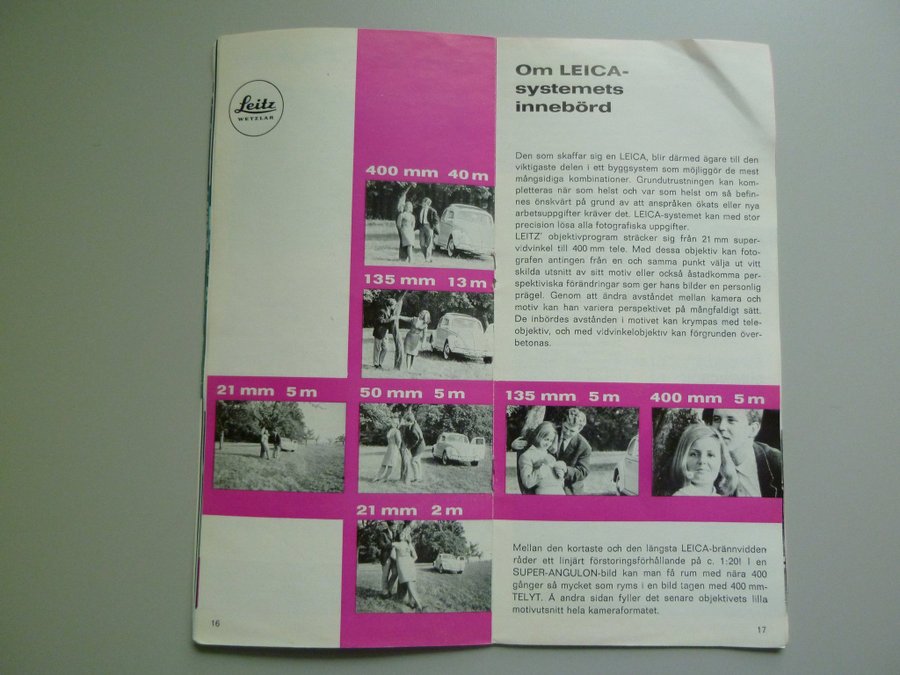 Leitz
WETZLAR
400 mm 40 m
135 mm 13 m
21 mm 5 m
50 mm 5 m
21 mm 2 m
16
Om LEICA-
systemets
innebörd
Den som skaffar sig en LEICA, blir därmed ägare till den
viktigaste delen i ett byggsystem som möjliggör de mest
mångsidiga kombinationer. Grundutrustningen kan kom-
pletteras när som helst och var som helst om så befin-
nes önskvärt på grund av att anspråken ökats eller nya
arbetsuppgifter kräver det. LEICA-systemet kan med stor
precision lösa alla fotografiska uppgifter.
LEITZ' objektivprogram sträcker sig från 21 mm super-
vidvinkel till 400 mm tele. Med dessa objektiv kan foto-
grafen antingen från en och samma punkt välja ut vitt
skilda utsnitt av sitt motiv eller också åstadkomma per-
spektiviska förändringar som ger hans bilder en personlig
prägel. Genom att ändra avståndet mellan kamera och
motiv kan han variera perspektivet på mångfaldigt sätt.
De inbördes avstånden i motivet kan krympas med tele-
objektiv, och med vidvinkelobjektiv kan förgrunden över-
betonas.
135 mm 5 m
400 mm 5 m
Mellan den kortaste och den längsta LEICA-brännvidden
råder ett linjärt förstoringsförhållande på c. 1:20! I en
SUPER-ANGULON-bild kan man få rum med nära 400
gånger så mycket som ryms i en bild tagen med 400 mm-
TELYT. Å andra sidan fyller det senare objektivets lilla
motivutsnitt hela kameraformatet.
17